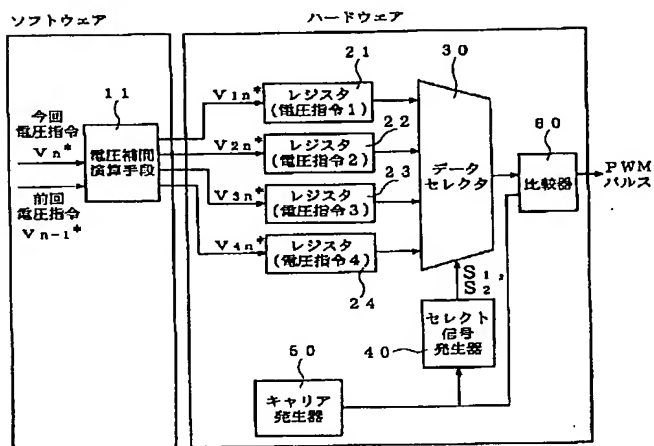 ソフトウェア
ハードウェア
11
今回
電圧指令
Vn*
前回
電圧指令
Vn-1*
電圧補間
演算手段
V1n*
V2n*
V3n*
V4n*
21
レジスタ
(電圧指令1)
22
レジスタ
(電圧指令2)
23
レジスタ
(電圧指令3)
レジスタ
(電圧指令4)
24
30
データ
セレクタ
60
比較器
PWM
パルス
S1,
S2
セレクト
信号
発生器
40
50
キャリア
発生器